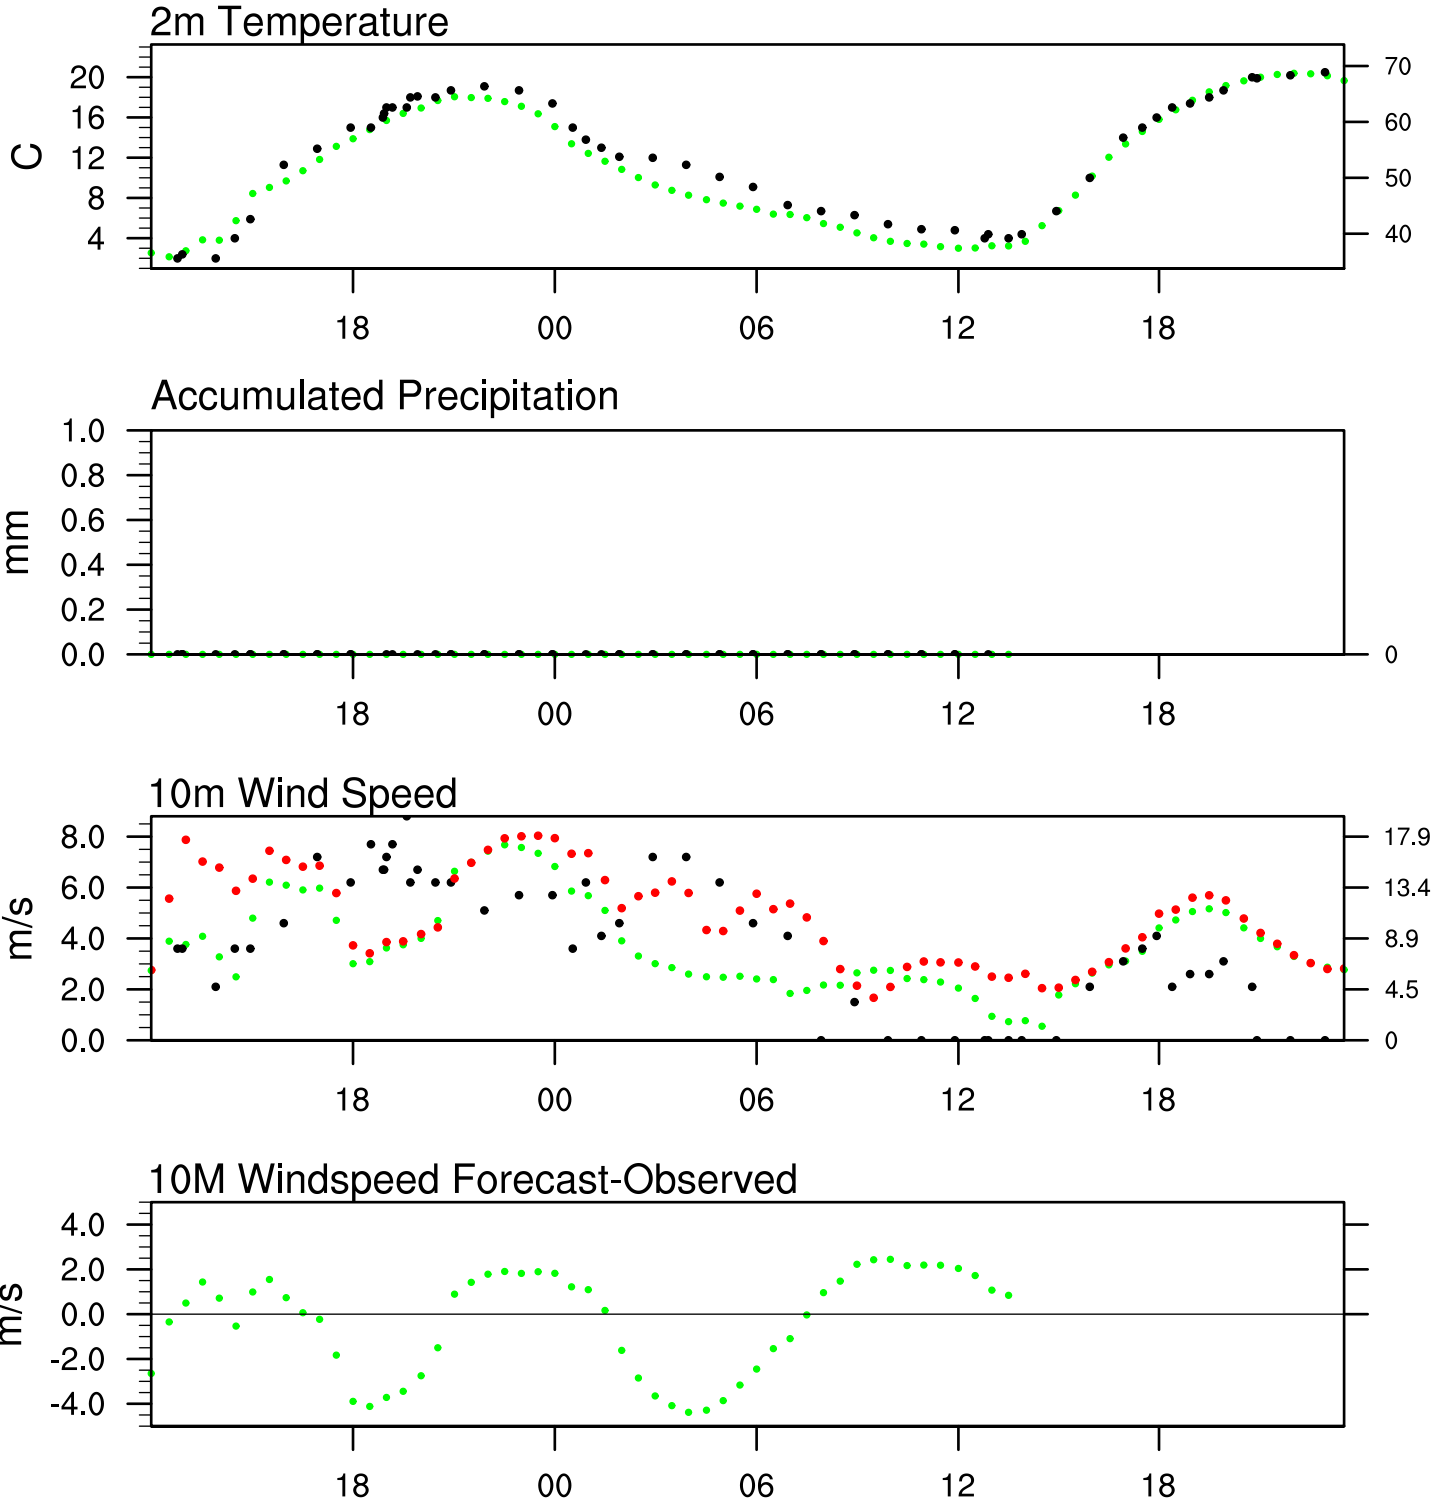 2m Temperature
20 70
16 60
12 50
8
4 40
C
18 00 06 12 18
Accumulated Precipitation
1.0
0.8
0.6
0.4
0.2
0.0 0
mm
18 00 06 12 18
10m Wind Speed
8.0 17.9
6.0 13.4
4.0 8.9
2.0 4.5
0.0 0
m/s
18 00 06 12 18
10M Windspeed Forecast-Observed
4.0
2.0
0.0
-2.0
-4.0
m/s
18 00 06 12 18